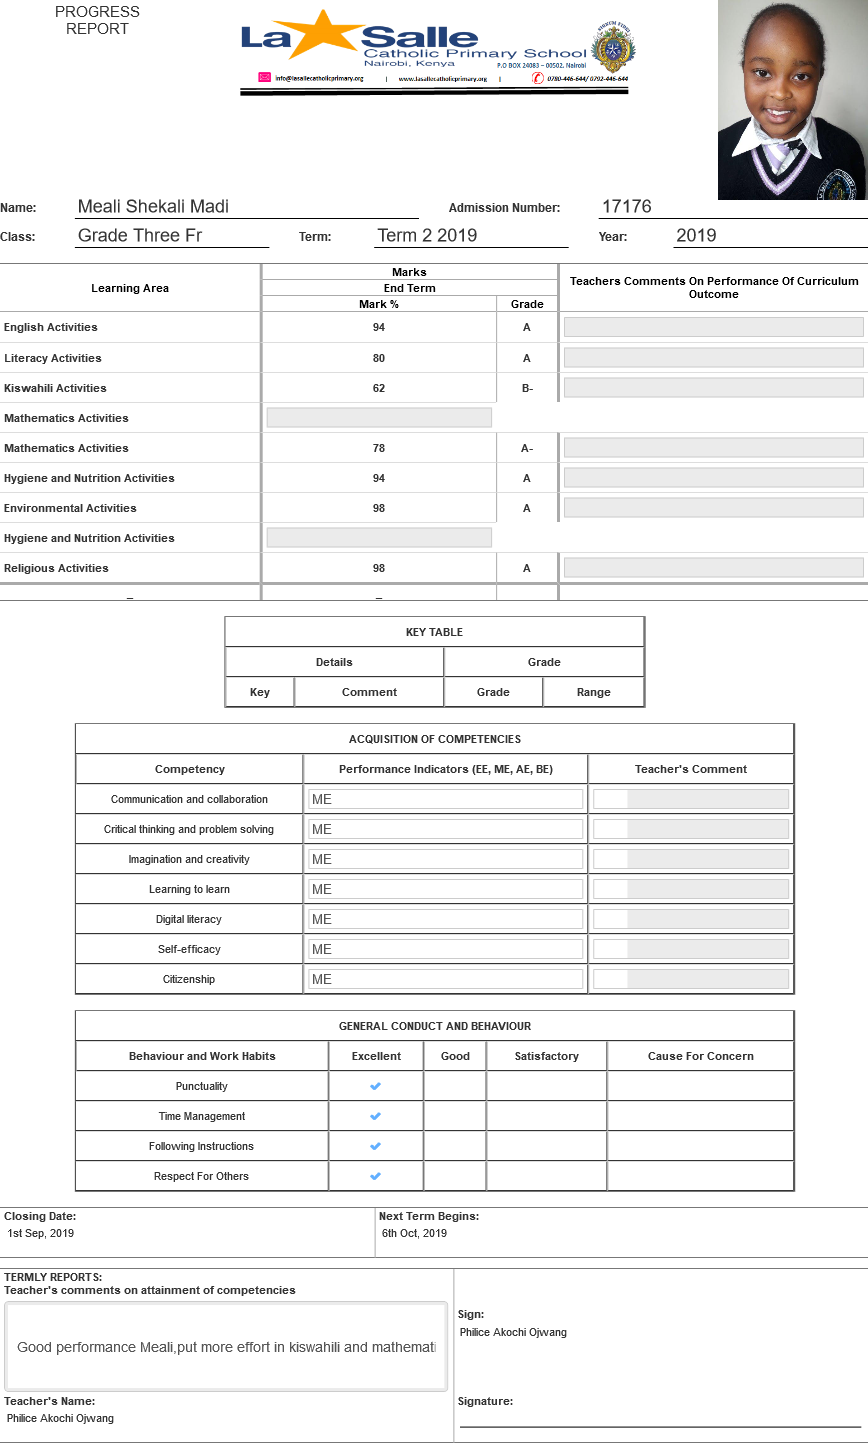 PROGRESS
REPORT
La Salle
Catholic Primary School
Nairobi, Kenya
P.O BOX 24083 – 00502, Nairobi
info@lasallecatholicprimary.org | www.lasallecatholicprimary.org | 0780-446-644/ 0792-446-644
Name: Meali Shekali Madi Admission Number: 17176
Class: Grade Three Fr Term: Term 2 2019 Year: 2019
Learning Area Marks Teachers Comments On Performance Of Curriculum Outcome
End Term
Mark % Grade
English Activities 94 A
Literacy Activities 80 A
Kiswahili Activities 62 B-
Mathematics Activities
Mathematics Activities 78 A-
Hygiene and Nutrition Activities 94 A
Environmental Activities 98 A
Hygiene and Nutrition Activities
Religious Activities 98 A
_ _
KEY TABLE
Details Grade
Key Comment Grade Range
ACQUISITION OF COMPETENCIES
Competency Performance Indicators (EE, ME, AE, BE) Teacher's Comment
Communication and collaboration ME
Critical thinking and problem solving ME
Imagination and creativity ME
Learning to learn ME
Digital literacy ME
Self-efficacy ME
Citizenship ME
GENERAL CONDUCT AND BEHAVIOUR
Behaviour and Work Habits Excellent Good Satisfactory Cause For Concern
Punctuality
Time Management
Following Instructions
Respect For Others
Closing Date: Next Term Begins:
1st Sep, 2019 6th Oct, 2019
TERMLY REPORTS:
Teacher's comments on attainment of competencies
Good performance Meali,put more effort in kiswahili and mathemati
Sign:
Philice Akochi Ojwang
Teacher's Name: Signature:
Philice Akochi Ojwang